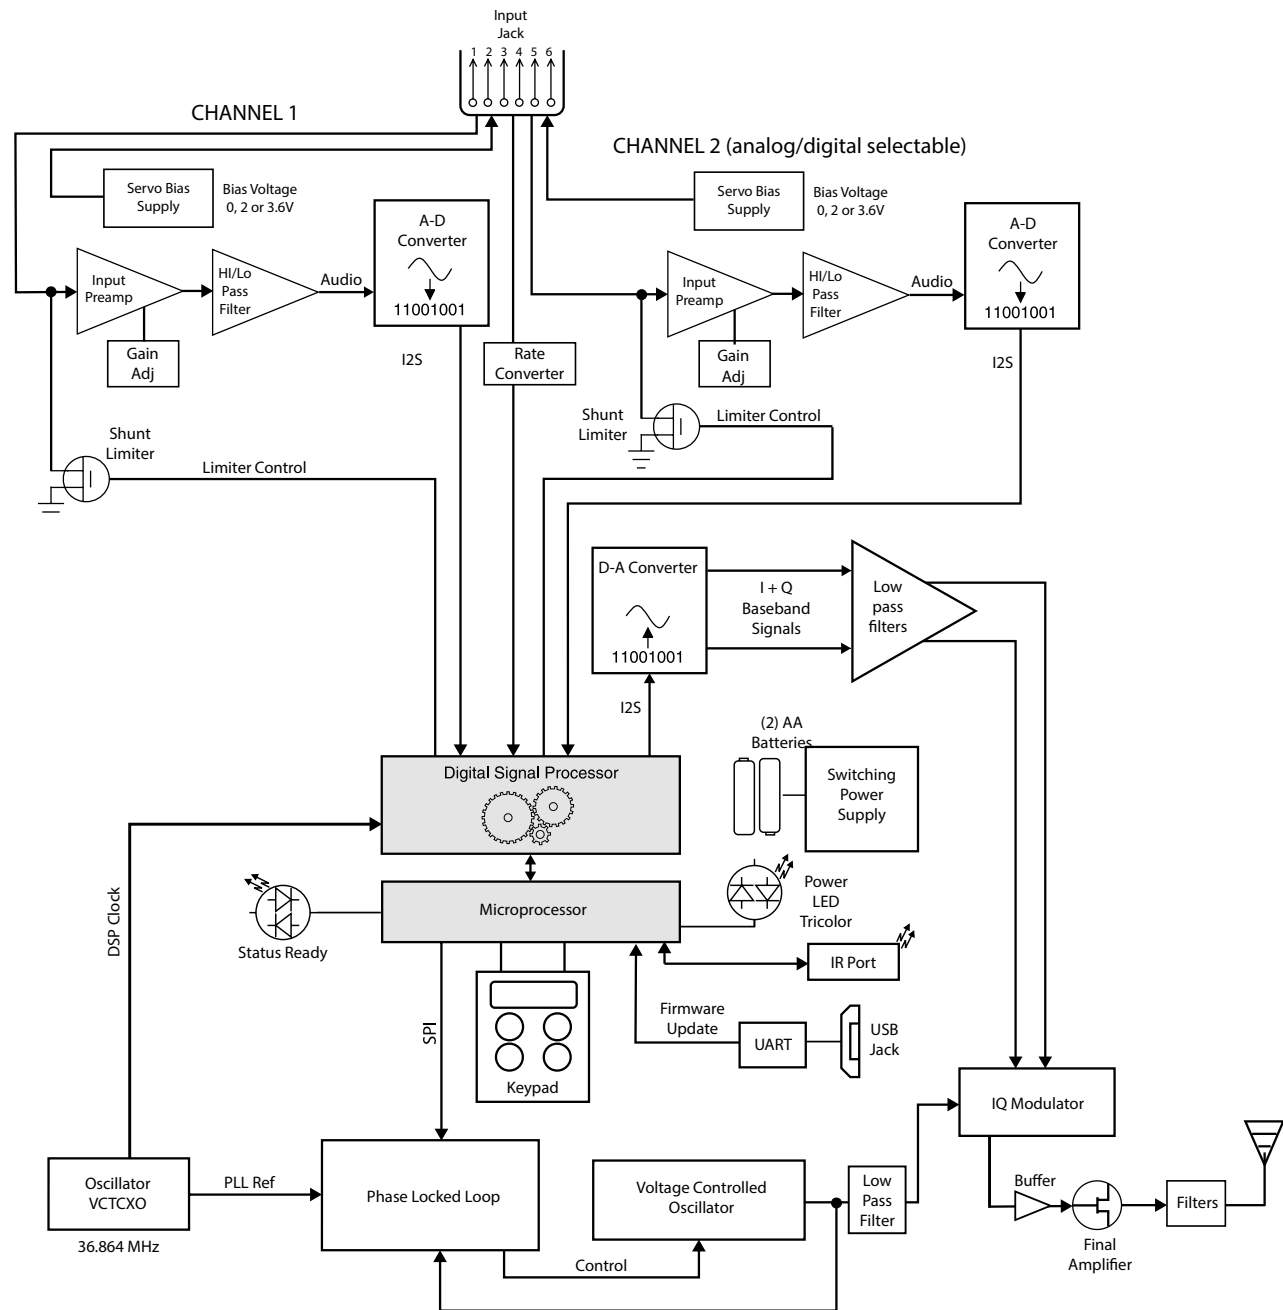 Input
Jack
1 2 3 4 5 6
CHANNEL 1
CHANNEL 2 (analog/digital selectable)
Servo Bias
Supply
Bias Voltage
0, 2 or 3.6V
A-D
Converter
11001001
Input
Preamp
HI/Lo
Pass
Filter
Audio
Gain
Adj
I2S
Rate
Converter
Servo Bias
Supply
Bias Voltage
0, 2 or 3.6V
A-D
Converter
11001001
Input
Preamp
HI/Lo
Pass
Filter
Audio
Gain
Adj
I2S
Shunt
Limiter
Limiter Control
Shunt
Limiter
Limiter Control
D-A Converter
11001001
I + Q
Baseband
Signals
Low
pass
filters
I2S
(2) AA
Batteries
Switching
Power
Supply
Digital Signal Processor
DSP Clock
Microprocessor
Status Ready
Power
LED
Tricolor
IR Port
Firmware
Update
UART
USB
Jack
SPI
Keypad
IQ Modulator
Oscillator
VCTCXO
36.864 MHz
PLL Ref
Phase Locked Loop
Control
Voltage Controlled
Oscillator
Low
Pass
Filter
Buffer
Final
Amplifier
Filters